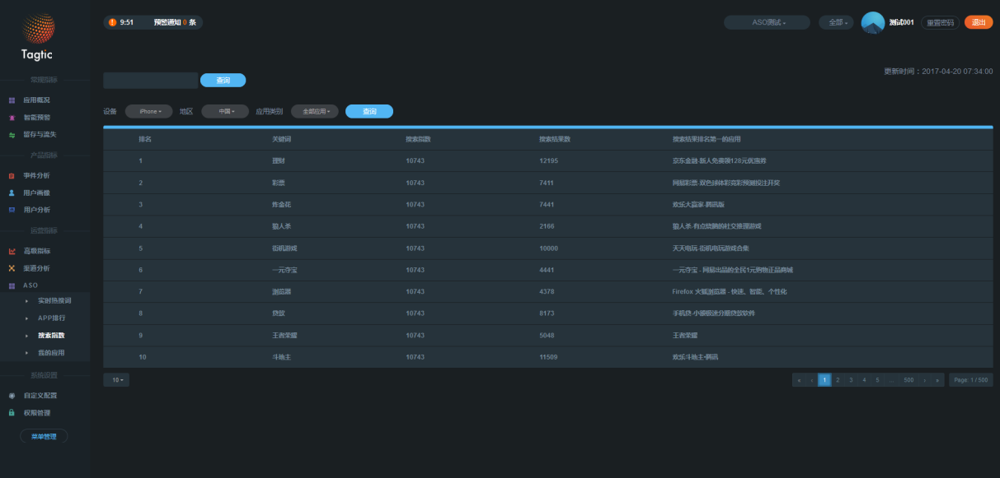 Tagtic
9:51 预警通知 0 条
ASO测试
全部
测试001
重置密码
退出
更新时间：2017-04-20 07:34:00
常规指标
应用概况
智能预警
留存与流失
产品指标
事件分析
用户画像
用户分析
运营指标
高级指标
渠道分析
ASO
实时热搜词
APP排行
搜索指数
我的应用
系统设置
自定义配置
权限管理
菜单管理
查询
设备 iPhone 地区 中国 应用类别 全部应用 查询
排名 关键词 搜索指数 搜索结果数 搜索结果排名第一的应用
1 理财 10743 12195 京东金融-新人免费领128元优惠券
2 彩票 10743 7411 网易彩票-双色球体彩竞彩预测投注开奖
3 炸金花 10743 7441 欢乐大赢家-腾讯版
4 狼人杀 10743 2166 狼人杀-有点烧脑的社交推理游戏
5 街机游戏 10743 10000 天天电玩-街机电玩游戏合集
6 一元夺宝 10743 4441 一元夺宝 - 网易出品的全民1元购物正品商城
7 浏览器 10743 4378 Firefox 火狐浏览器 - 快速、智能、个性化
8 贷款 10743 8173 手机贷-小额极速分期贷款软件
9 王者荣耀 10743 5048 王者荣耀
10 斗地主 10743 11509 欢乐斗地主-腾讯
10
« ‹ 1 2 3 4 5 ... 500 › » Page: 1 / 500